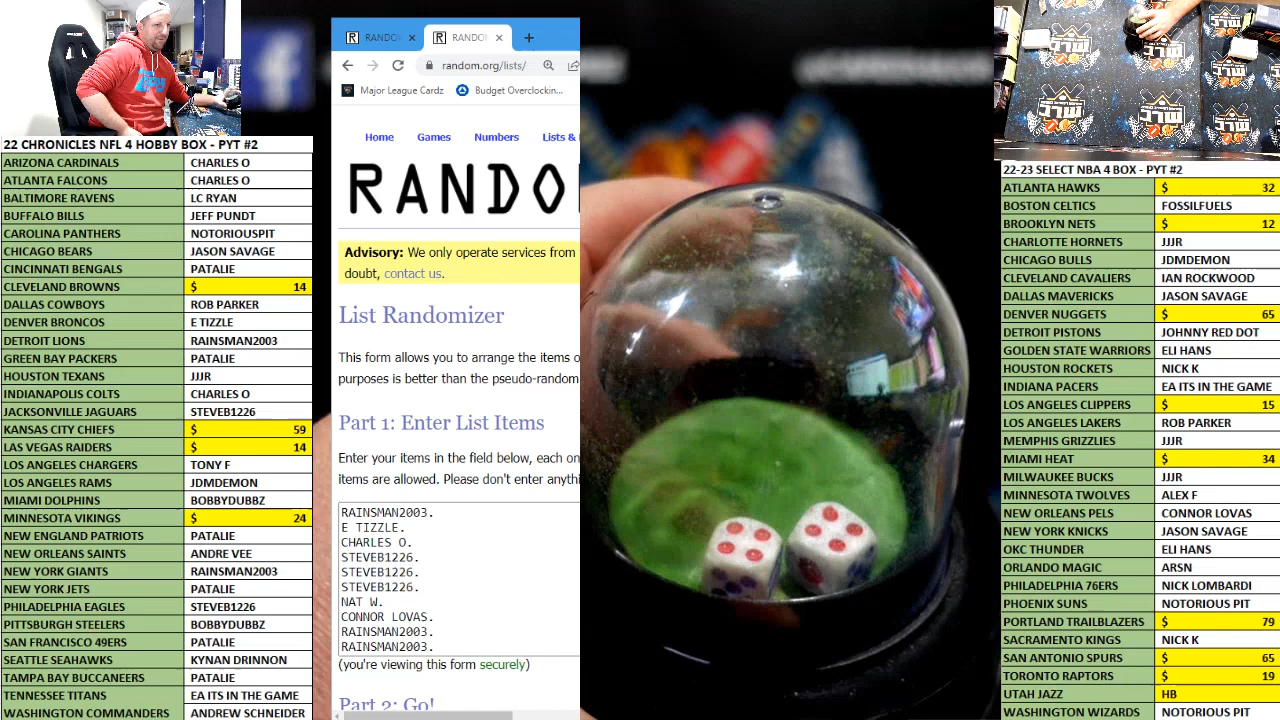 22 CHRONICLES NFL 4 HOBBY BOX - PYT #2
ARIZONA CARDINALS CHARLES O
ATLANTA FALCONS CHARLES O
BALTIMORE RAVENS LC RYAN
BUFFALO BILLS JEFF PUNDT
CAROLINA PANTHERS NOTORIOUSPIT
CHICAGO BEARS JASON SAVAGE
CINCINNATI BENGALS PATALIE
CLEVELAND BROWNS $ 14
DALLAS COWBOYS ROB PARKER
DENVER BRONCOS E TIZZLE
DETROIT LIONS RAINSMAN2003
GREEN BAY PACKERS PATALIE
HOUSTON TEXANS JJJR
INDIANAPOLIS COLTS CHARLES O
JACKSONVILLE JAGUARS STEVEB1226
KANSAS CITY CHIEFS $ 59
LAS VEGAS RAIDERS $ 14
LOS ANGELES CHARGERS TONY F
LOS ANGELES RAMS JDMDEMON
MIAMI DOLPHINS BOBBYDUBBZ
MINNESOTA VIKINGS $ 24
NEW ENGLAND PATRIOTS PATALIE
NEW ORLEANS SAINTS ANDRE VEE
NEW YORK GIANTS RAINSMAN2003
NEW YORK JETS PATALIE
PHILADELPHIA EAGLES STEVEB1226
PITTSBURGH STEELERS BOBBYDUBBZ
SAN FRANCISCO 49ERS PATALIE
SEATTLE SEAHAWKS KYNAN DRINNON
TAMPA BAY BUCCANEERS PATALIE
TENNESSEE TITANS EA ITS IN THE GAME
WASHINGTON COMMANDERS ANDREW SCHNEIDER
RANDO RANDO
random.org/lists/
Major League Cardz Budget Overclockin...
Home Games Numbers Lists &
RANDO
Advisory: We only operate services from
doubt, contact us.
List Randomizer
This form allows you to arrange the items o
purposes is better than the pseudo-random
Part 1: Enter List Items
Enter your items in the field below, each on
items are allowed. Please don't enter anythi
RAINSMAN2003.
E TIZZLE.
CHARLES O.
STEVEB1226.
STEVEB1226.
STEVEB1226.
NAT W.
CONNOR LOVAS.
RAINSMAN2003.
RAINSMAN2003.
(you're viewing this form securely)
Part 2: Go!
MLC
22-23 SELECT NBA 4 BOX - PYT #2
ATLANTA HAWKS $ 32
BOSTON CELTICS FOSSILFUELS
BROOKLYN NETS $ 12
CHARLOTTE HORNETS JJJR
CHICAGO BULLS JDMDEMON
CLEVELAND CAVALIERS IAN ROCKWOOD
DALLAS MAVERICKS JASON SAVAGE
DENVER NUGGETS $ 65
DETROIT PISTONS JOHNNY RED DOT
GOLDEN STATE WARRIORS ELI HANS
HOUSTON ROCKETS NICK K
INDIANA PACERS EA ITS IN THE GAME
LOS ANGELES CLIPPERS $ 15
LOS ANGELES LAKERS ROB PARKER
MEMPHIS GRIZZLIES JJJR
MIAMI HEAT $ 34
MILWAUKEE BUCKS JJJR
MINNESOTA TWOLVES ALEX F
NEW ORLEANS PELS CONNOR LOVAS
NEW YORK KNICKS JASON SAVAGE
OKC THUNDER ELI HANS
ORLANDO MAGIC ARSN
PHILADELPHIA 76ERS NICK LOMBARDI
PHOENIX SUNS NOTORIOUS PIT
PORTLAND TRAILBLAZERS $ 79
SACRAMENTO KINGS NICK K
SAN ANTONIO SPURS $ 65
TORONTO RAPTORS $ 19
UTAH JAZZ HB
WASHINGTON WIZARDS NOTORIOUS PIT